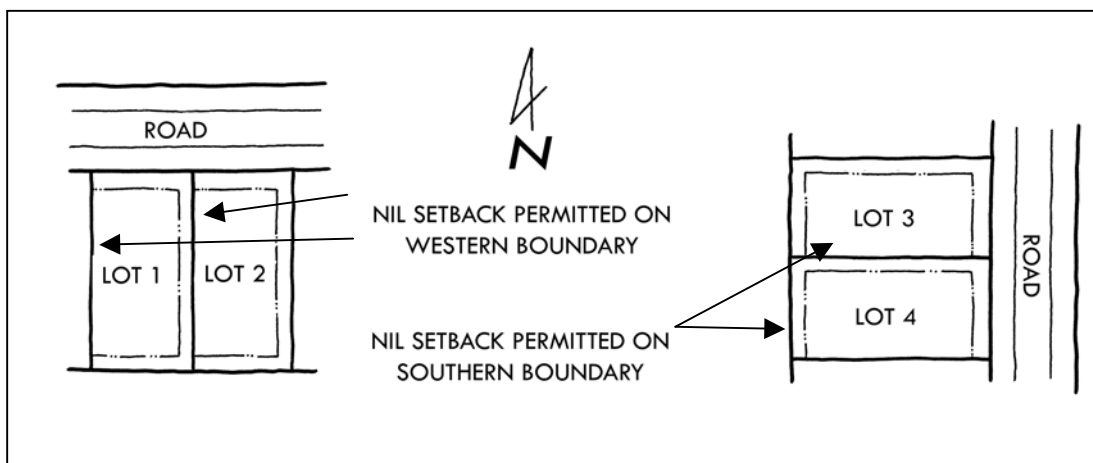 ROAD
N
NIL SETBACK PERMITTED ON
WESTERN BOUNDARY
LOT 1
LOT 2
NIL SETBACK PERMITTED ON
SOUTHERN BOUNDARY
LOT 3
LOT 4
ROAD